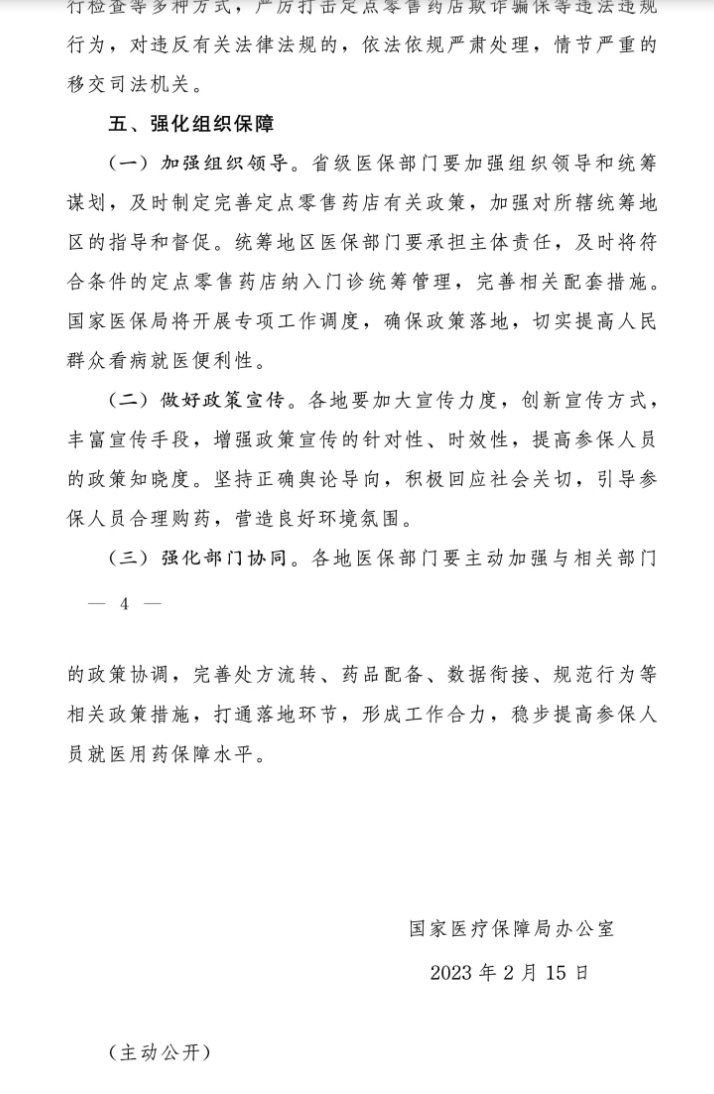 行检查等多种方式，严厉打击定点零售药店欺诈骗保等违法违规
行为，对违反有关法律法规的，依法依规严肃处理，情节严重的
移交司法机关。
五、强化组织保障
（一）加强组织领导。省级医保部门要加强组织领导和统筹
谋划，及时制定完善定点零售药店有关政策，加强对所辖统筹地
区的指导和督促。统筹地区医保部门要承担主体责任，及时将符
合条件的定点零售药店纳入门诊统筹管理，完善相关配套措施。
国家医保局将开展专项工作调度，确保政策落地，切实提高人民
群众看病就医便利性。
（二）做好政策宣传。各地要加大宣传力度，创新宣传方式，
丰富宣传手段，增强政策宣传的针对性、时效性，提高参保人员
的政策知晓度。坚持正确舆论导向，积极回应社会关切，引导参
保人员合理购药，营造良好环境氛围。
（三）强化部门协同。各地医保部门要主动加强与相关部门
— 4 —
的政策协调，完善处方流转、药品配备、数据衔接、规范行为等
相关政策措施，打通落地环节，形成工作合力，稳步提高参保人
员就医用药保障水平。
国家医疗保障局办公室
2023 年 2 月 15 日
（主动公开）